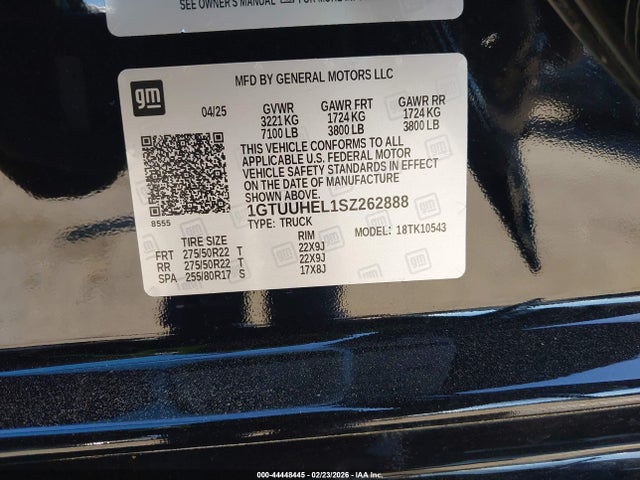 SEE OWNER'S MANUAL
FOR MORE
MFD BY GENERAL MOTORS LLC
gm
04/25
GVWR GAWR FRT GAWR RR
3221 KG 1724 KG 1724 KG
7100 LB 3800 LB 3800 LB
THIS VEHICLE CONFORMS TO ALL
APPLICABLE U.S. FEDERAL MOTOR
VEHICLE SAFETY STANDARDS IN EFFECT
ON THE DATE OF MANUFACTURE
SHOWN ABOVE.
1GTUUHEL1SZ262888
8555
TYPE: TRUCK MODEL: 18TK10543
TIRE SIZE RIM
FRT 275/50R22 T 22X9J
RR 275/50R22 T 22X9J
SPA 255/80R17 S 17X8J
000-44448445 - 02/23/2026 - IAA Inc.